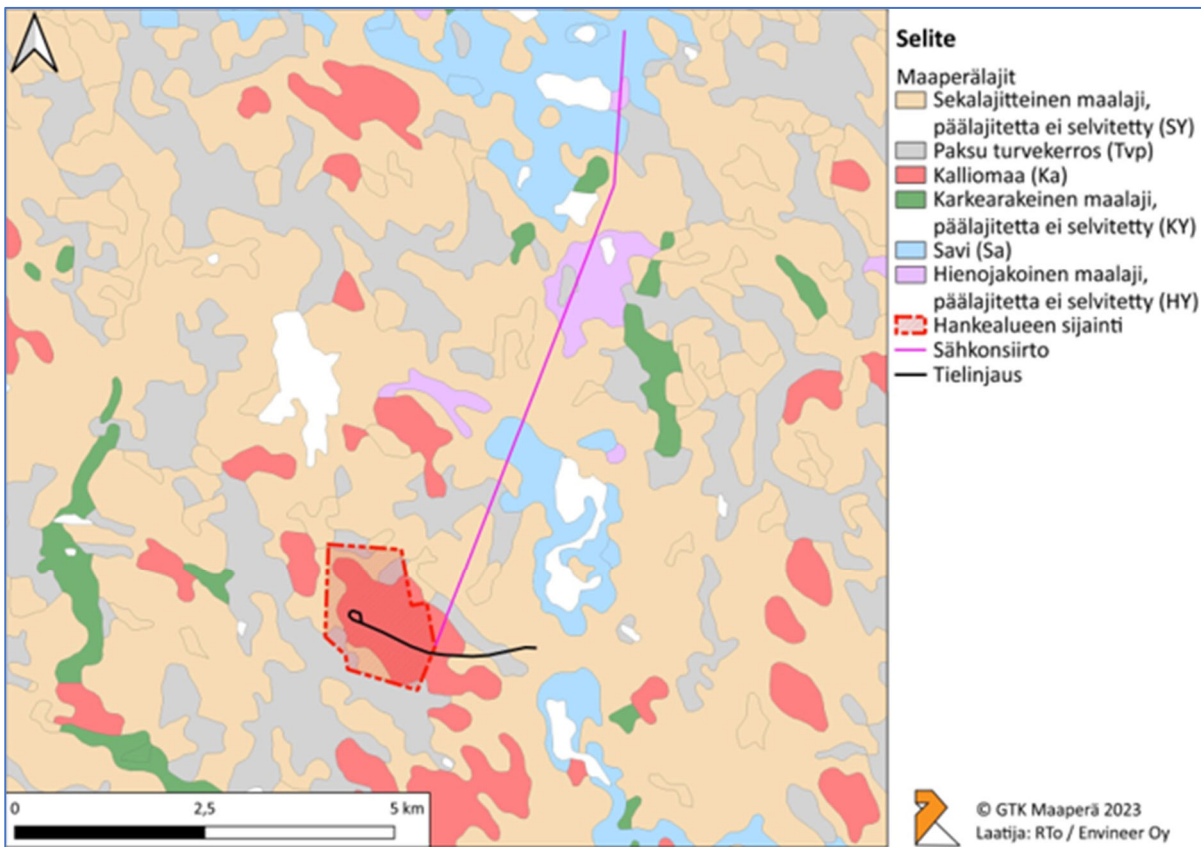 Selite
Maaperälajit
Sekalajitteinen maalaji,
päälajitetta ei selvitetty (SY)
Paksu turvekerros (Tvp)
Kalliomaa (Ka)
Karkearakeinen maalaji,
päälajitetta ei selvitetty (KY)
Savi (Sa)
Hienojakoinen maalaji,
päälajitetta ei selvitetty (HY)
Hankealueen sijainti
Sähkonsiirto
Tielinjaus
0 2,5 5 km
© GTK Maaperä 2023
Laatija: RTo / Envineer Oy